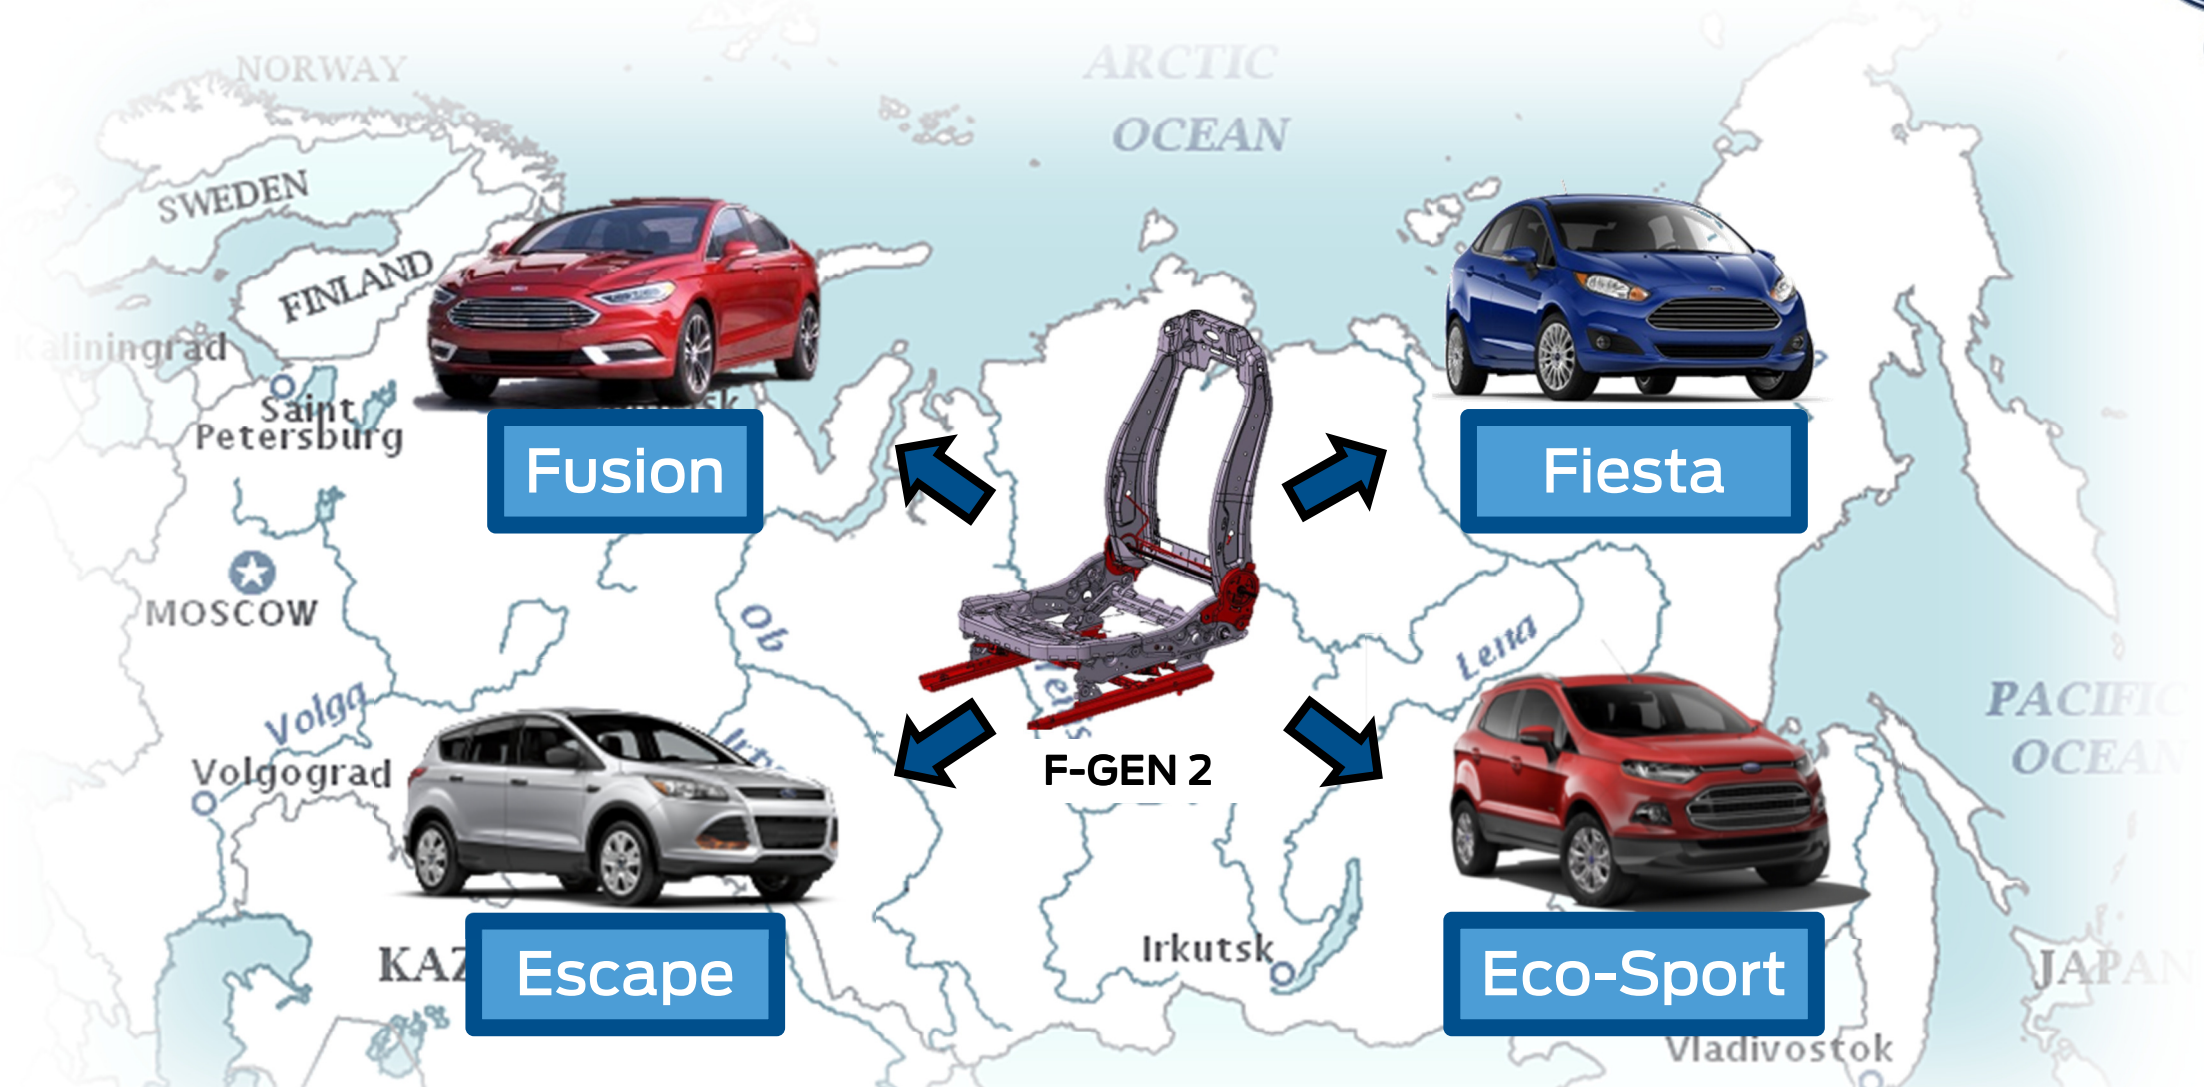 NORWAY
ARCTIC
OCEAN
SWEDEN
FINLAND
Kaliningrad
Saint
Petersburg
Fusion
Fiesta
MOSCOW
Ob
Lena
Volga
PACIFIC
OCEAN
Volgograd
F-GEN 2
KAZ
Irkutsk
JAPAN
Escape
Eco-Sport
Vladivostok